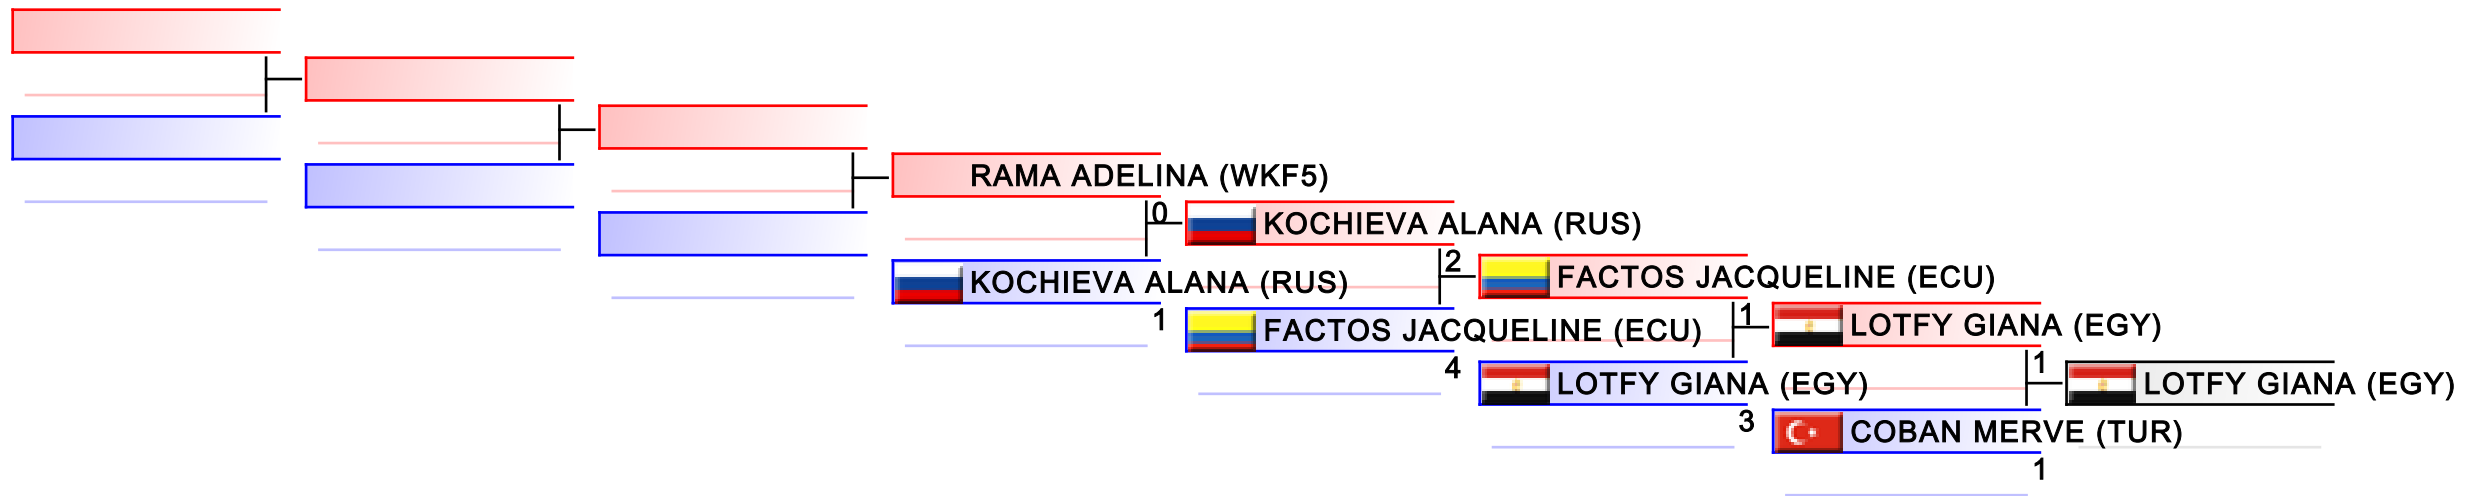 RAMA ADELINA (WKF5)
0
KOCHIEVA ALANA (RUS)
KOCHIEVA ALANA (RUS)
1
2
FACTOS JACQUELINE (ECU)
FACTOS JACQUELINE (ECU)
4
1
LOTFY GIANA (EGY)
LOTFY GIANA (EGY)
3
1
LOTFY GIANA (EGY)
COBAN MERVE (TUR)
1